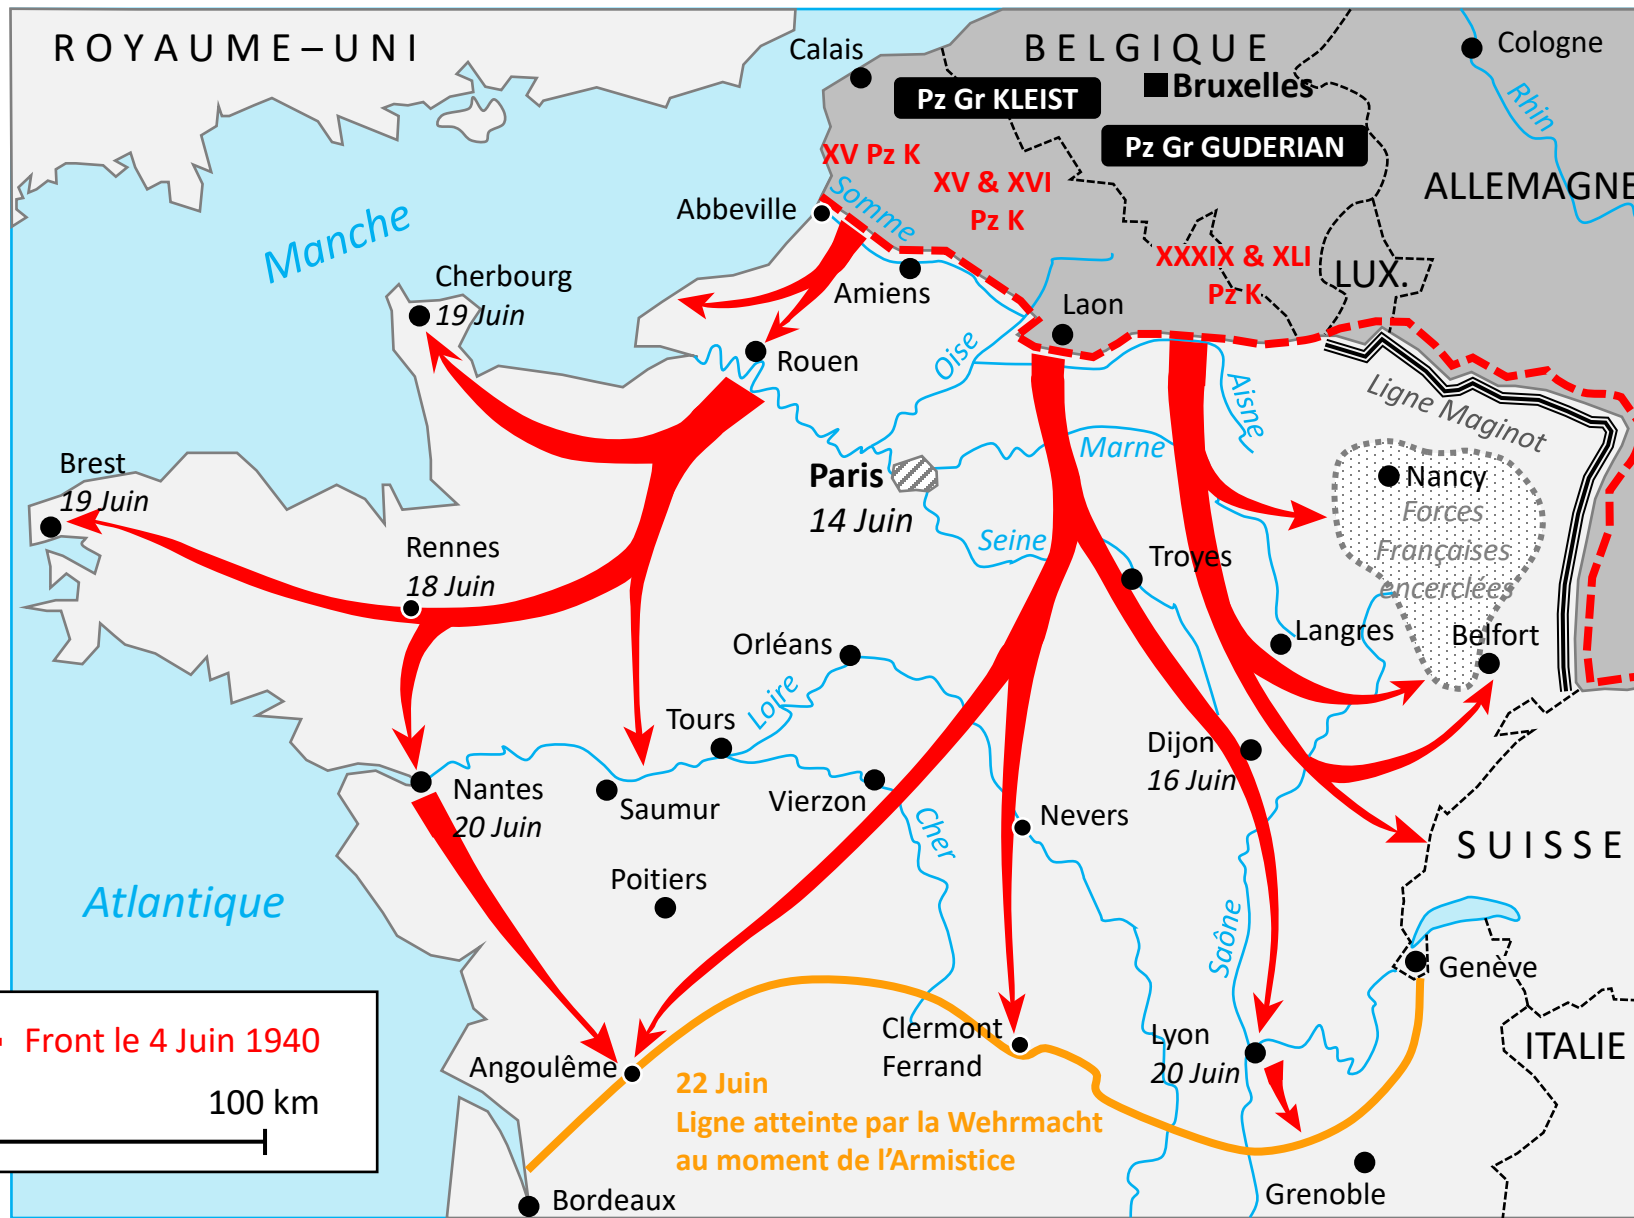 ROYAUME–UNI
Calais
BELGIQUE
Cologne
Pz Gr KLEIST
Bruxelles
Rhin
Pz Gr GUDERIAN
XV Pz K
XV & XVI
Pz K
ALLEMAGNE
Abbeville
Somme
Manche
XXXIX & XLI
Pz K
LUX.
Cherbourg
19 Juin
Amiens
Laon
Rouen
Oise
Aisne
Ligne Maginot
Marne
Brest
19 Juin
Paris
14 Juin
Nancy
Forces
Françaises
encerclées
Rennes
18 Juin
Seine
Troyes
Orléans
Langres
Belfort
Tours
Loire
Dijon
16 Juin
Nantes
20 Juin
Saumur
Vierzon
Cher
Nevers
SUISSE
Poitiers
Atlantique
Saône
Genève
Front le 4 Juin 1940
100 km
Angoulême
Clermont
Ferrand
Lyon
20 Juin
ITALIE
22 Juin
Ligne atteinte par la Wehrmacht
au moment de l’Armistice
Bordeaux
Grenoble